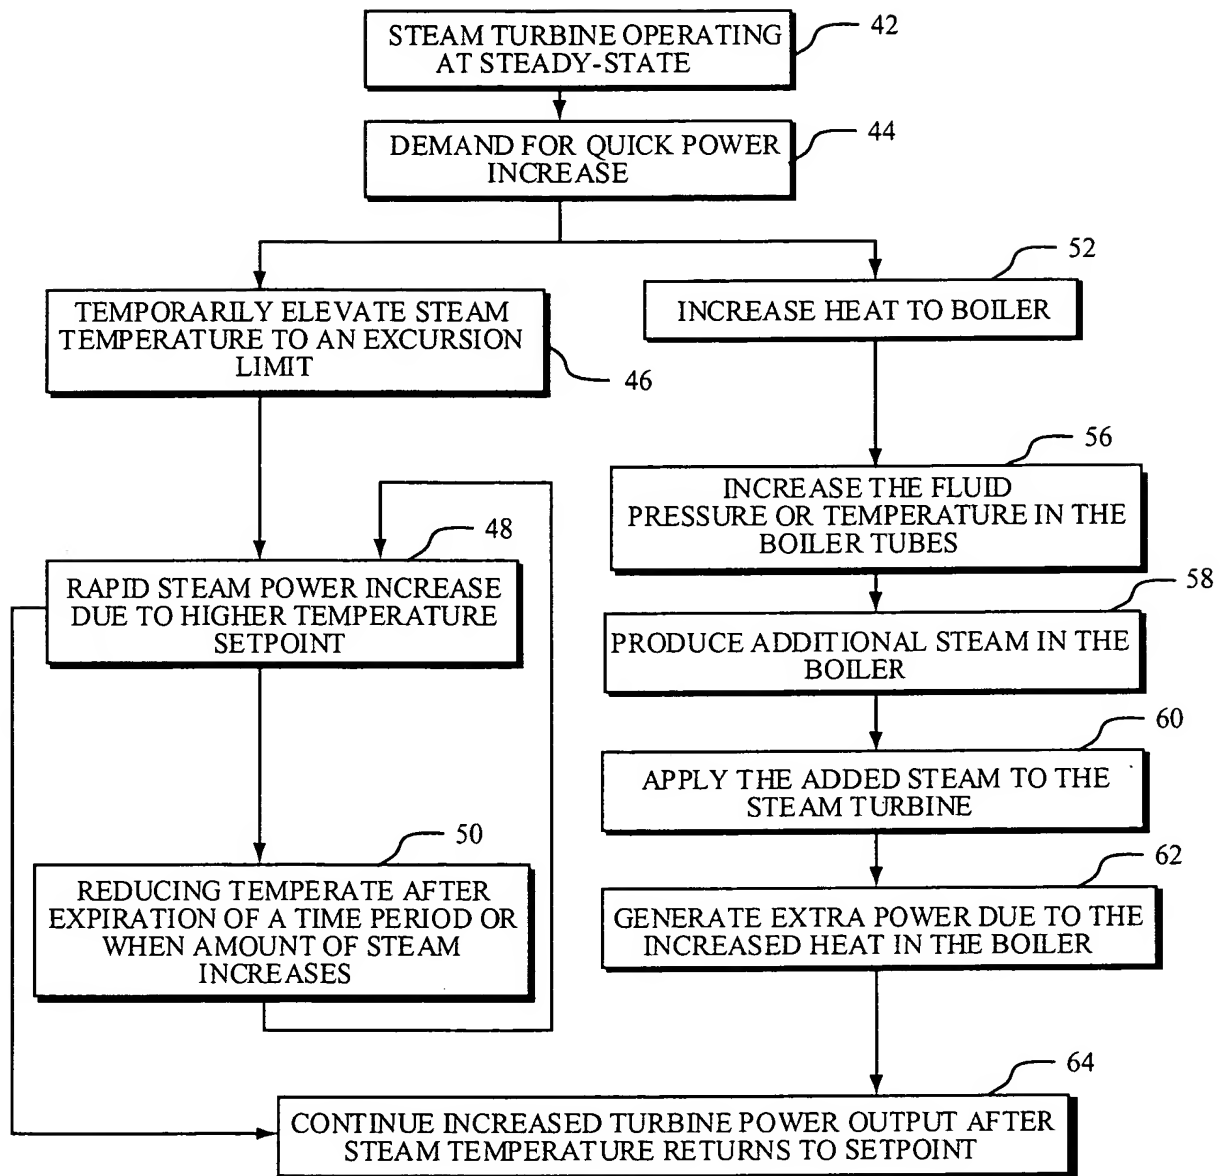 STEAM TURBINE OPERATING
AT STEADY-STATE
42
DEMAND FOR QUICK POWER
INCREASE
44
TEMPORARILY ELEVATE STEAM
TEMPERATURE TO AN EXCURSION
LIMIT
46
52
INCREASE HEAT TO BOILER
56
INCREASE THE FLUID
PRESSURE OR TEMPERATURE IN THE
BOILER TUBES
48
RAPID STEAM POWER INCREASE
DUE TO HIGHER TEMPERATURE
SETPOINT
58
PRODUCE ADDITIONAL STEAM IN THE
BOILER
60
APPLY THE ADDED STEAM TO THE
STEAM TURBINE
50
REDUCING TEMPERATE AFTER
EXPIRATION OF A TIME PERIOD OR
WHEN AMOUNT OF STEAM
INCREASES
62
GENERATE EXTRA POWER DUE TO THE
INCREASED HEAT IN THE BOILER
64
CONTINUE INCREASED TURBINE POWER OUTPUT AFTER
STEAM TEMPERATURE RETURNS TO SETPOINT